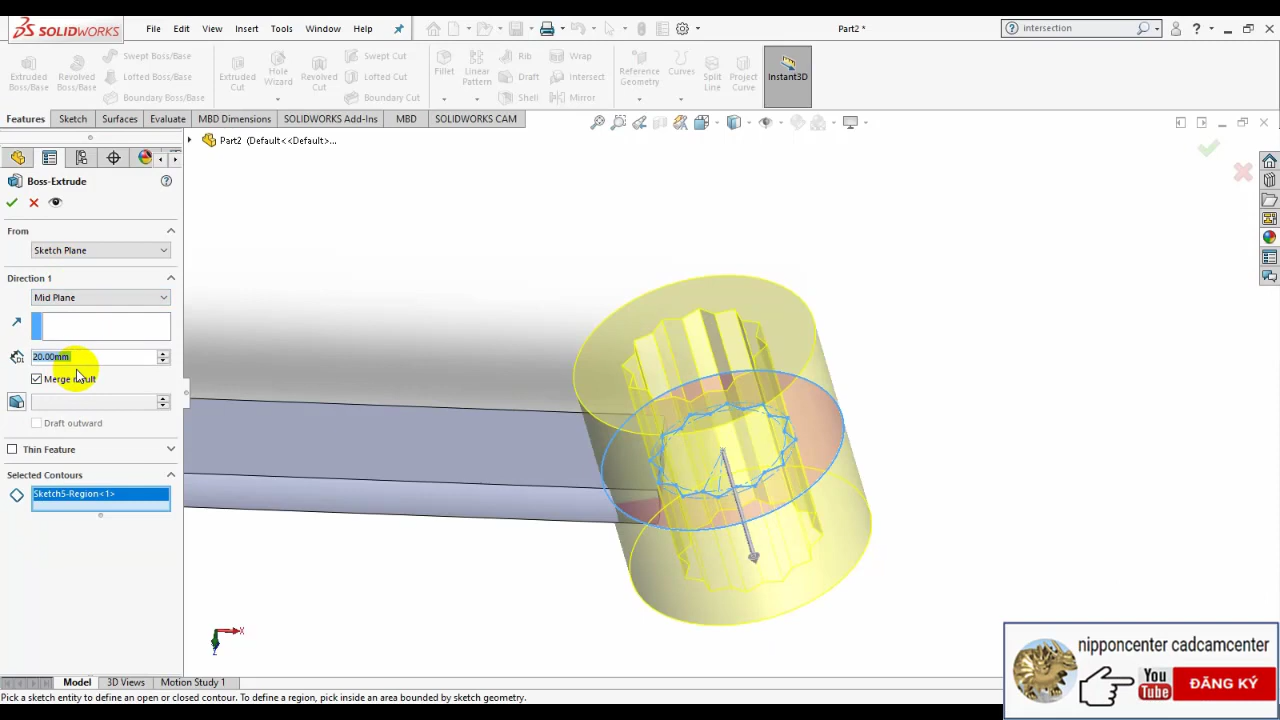 SOLIDWORKS File Edit View Insert Tools Window Help Part2 * intersection
Extruded Boss/Base
Revolved Boss/Base
Swept Boss/Base
Lofted Boss/Base
Boundary Boss/Base
Extruded Cut
Hole Wizard
Revolved Cut
Swept Cut
Lofted Cut
Boundary Cut
Fillet
Linear Pattern
Rib
Draft
Shell
Wrap
Intersect
Mirror
Reference Geometry
Curves
Split Line
Project Curve
Instant3D
Features Sketch Surfaces Evaluate MBD Dimensions SOLIDWORKS Add-Ins MBD SOLIDWORKS CAM
Part2 (Default<<Default>...
Boss-Extrude
From
Sketch Plane
Direction 1
Mid Plane
D1
20.00mm
Merge result
Draft outward
Thin Feature
Selected Contours
Sketch5-Region<1>
X
Model 3D Views Motion Study 1
Pick a sketch entity to define an open or closed contour. To define a region, pick inside an area bounded by sketch geometry.
nipponcenter cadcamcenter
You Tube ĐĂNG KÝ